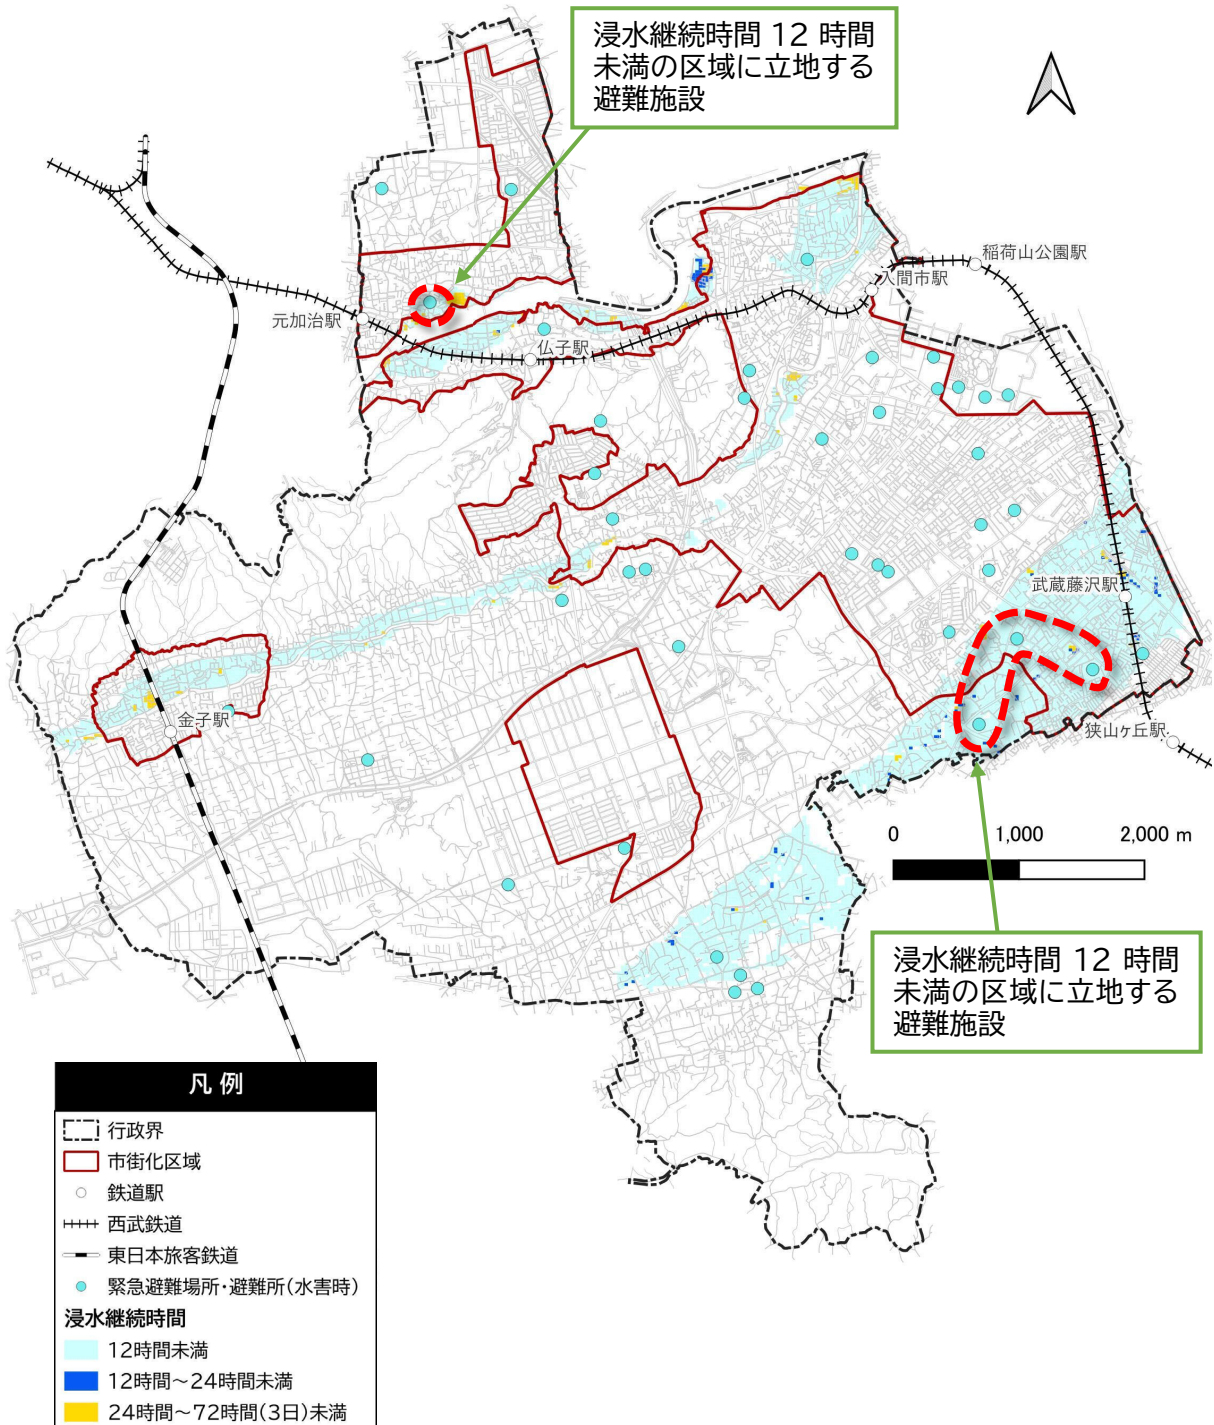 浸水継続時間 12 時間
未満の区域に立地する
避難施設
稲荷山公園駅
入間市駅
元加治駅
仏子駅
武蔵藤沢駅
金子駅
狭山ヶ丘駅
0 1,000 2,000 m
浸水継続時間 12 時間
未満の区域に立地する
避難施設
凡例
行政界
市街化区域
鉄道駅
西武鉄道
東日本旅客鉄道
緊急避難場所・避難所(水害時)
浸水継続時間
12時間未満
12時間～24時間未満
24時間～72時間(3日)未満